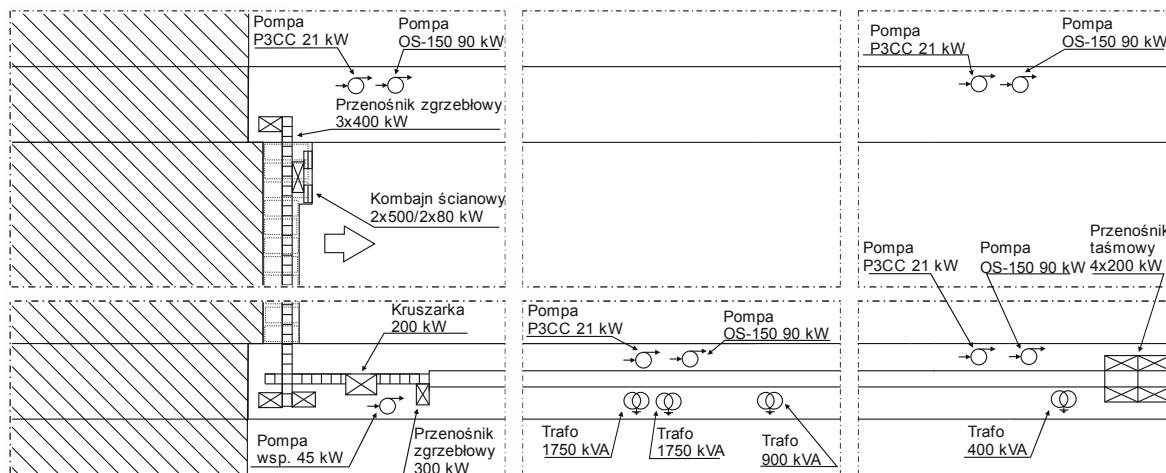 Pompa
P3CC 21 kW
Pompa
OS-150 90 kW
Przenośnik zgrzebłowy
3x400 kW
Kombajn ścianowy
2x500/2x80 kW
Pompa
P3CC 21 kW
Pompa
OS-150 90 kW
Pompa
P3CC 21 kW
Pompa
OS-150 90 kW
Przenośnik
taśmowy
4x200 kW
Kruszarka
200 kW
Pompa
wsp. 45 kW
Przenośnik
zgrzebłowy
300 kW
Pompa
P3CC 21 kW
Pompa
OS-150 90 kW
Trafo
1750 kVA
Trafo
1750 kVA
Trafo
900 kVA
Trafo
400 kVA